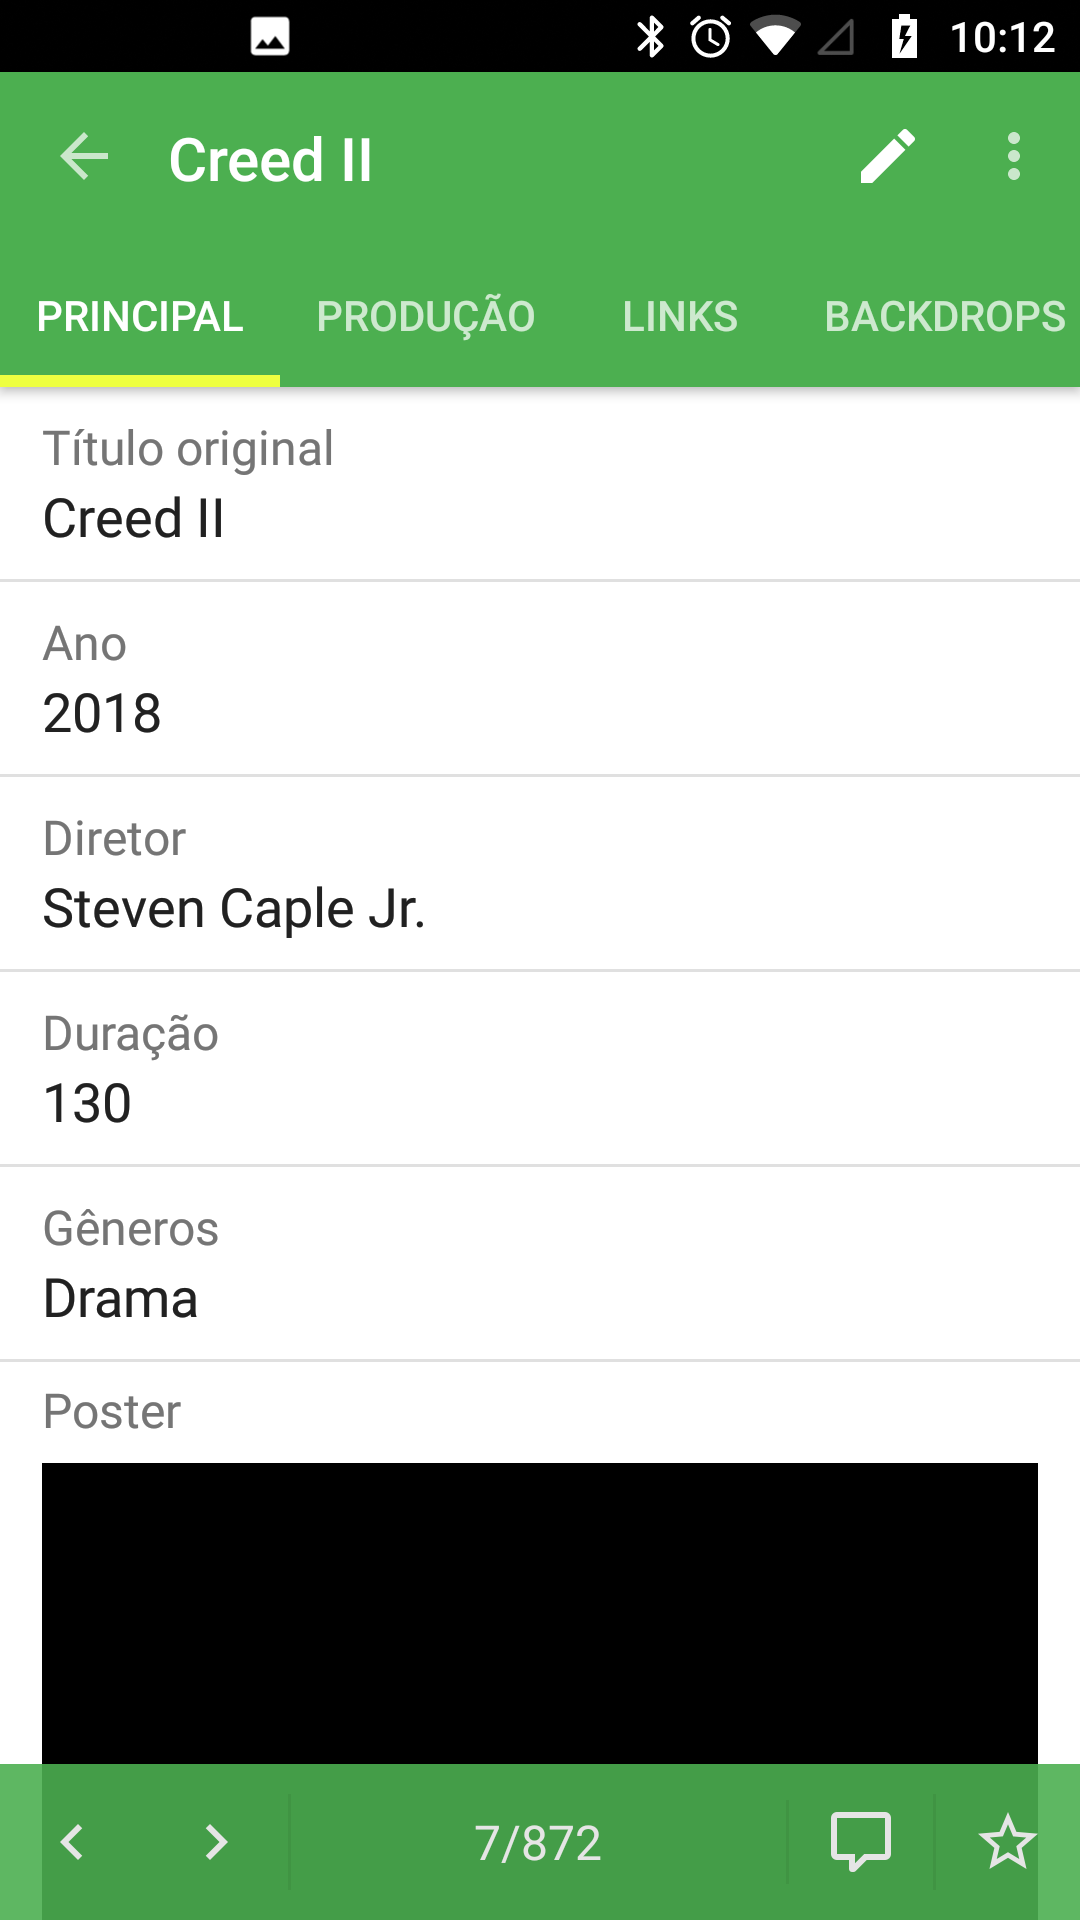 10:12
Creed II
PRINCIPAL PRODUÇÃO LINKS BACKDROPS
Título original
Creed II
Ano
2018
Diretor
Steven Caple Jr.
Duração
130
Gêneros
Drama
Poster
7/872